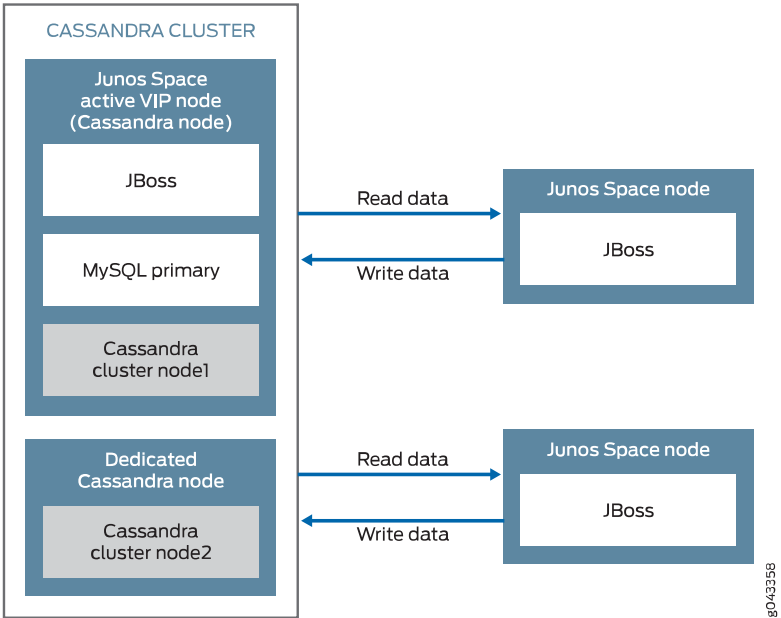 CASSANDRA CLUSTER
Junos Space
active VIP node
(Cassandra node)
JBoss
MySQL primary
Cassandra
cluster node1
Dedicated
Cassandra node
Cassandra
cluster node2
Read data
Write data
Junos Space node
JBoss
Read data
Write data
Junos Space node
JBoss
g043358